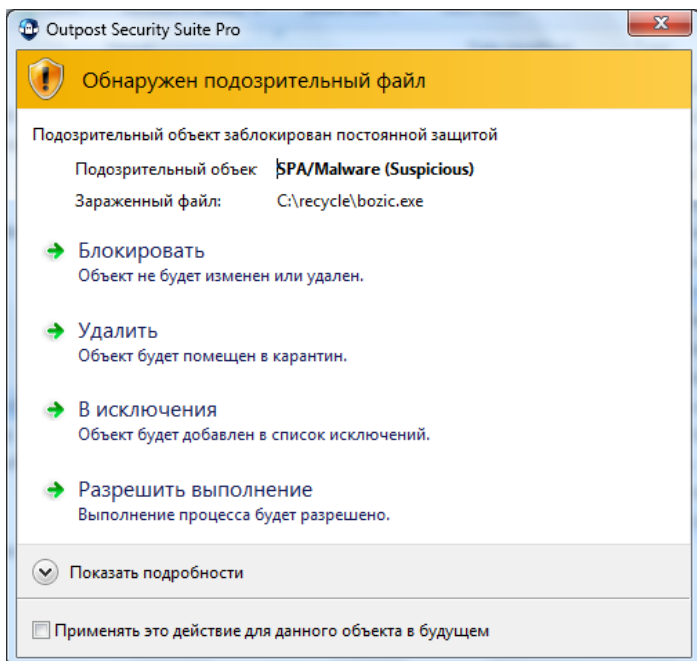 Outpost Security Suite Pro
Обнаружен подозрительный файл
Подозрительный объект заблокирован постоянной защитой
Подозрительный объек SPA/Malware (Suspicious)
Зараженный файл: C:\recycle\bozic.exe
Блокировать
Объект не будет изменен или удален.
Удалить
Объект будет помещен в карантин.
В исключения
Объект будет добавлен в список исключений.
Разрешить выполнение
Выполнение процесса будет разрешено.
Показать подробности
Применять это действие для данного объекта в будущем